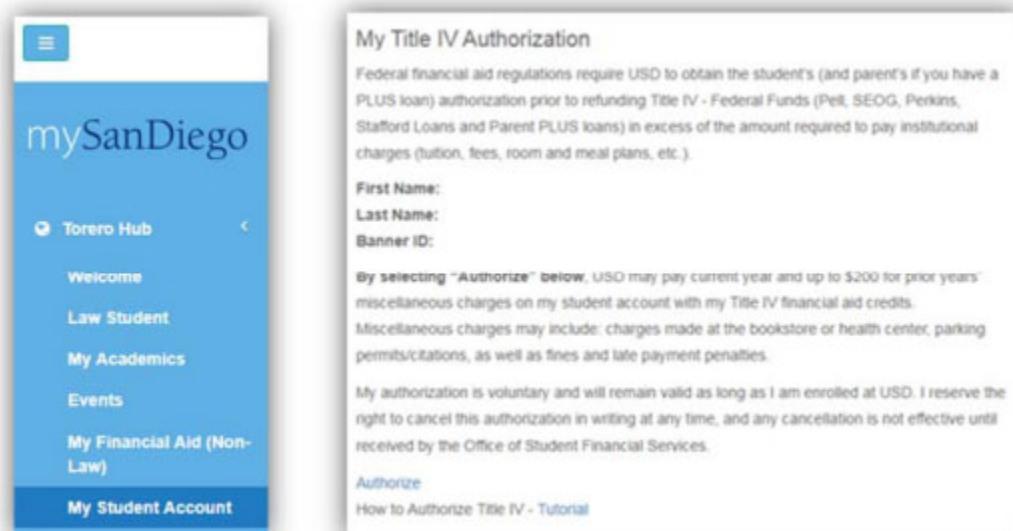 mySanDiego
Torero Hub
Welcome
Law Student
My Academics
Events
My Financial Aid (Non-
Law)
My Student Account
My Title IV Authorization
Federal financial aid regulations require USD to obtain the student's (and parent's if you have a
PLUS loan) authorization prior to refunding Title IV - Federal Funds (Pell, SEOG, Perkins,
Stafford Loans and Parent PLUS loans) in excess of the amount required to pay institutional
charges (tuition, fees, room and meal plans, etc.).
First Name:
Last Name:
Banner ID:
By selecting "Authorize" below, USD may pay current year and up to $200 for prior years'
miscellaneous charges on my student account with my Title IV financial aid credits.
Miscellaneous charges may include: charges made at the bookstore or health center, parking
permits/citations, as well as fines and late payment penalties.
My authorization is voluntary and will remain valid as long as I am enrolled at USD. I reserve the
right to cancel this authorization in writing at any time, and any cancellation is not effective until
received by the Office of Student Financial Services.
Authorize
How to Authorize Title IV - Tutorial